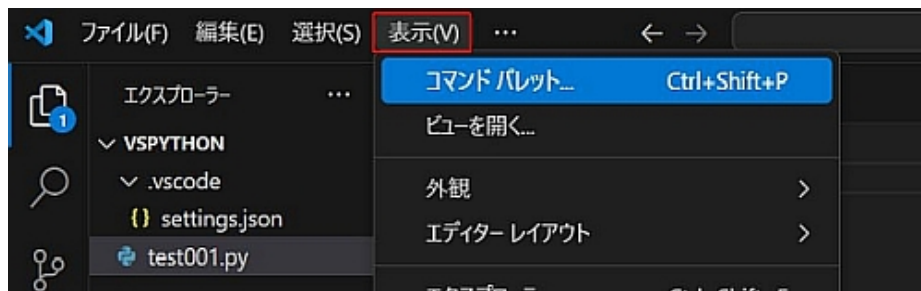 ファイル(F) 編集(E) 選択(S) 表示(V) ... ← →
エクスプローラー ...
1
VSPYTHON
.vscode
{} settings.json
test001.py
コマンド パレット... Ctrl+Shift+P
ビューを開く...
外観
エディター レイアウト